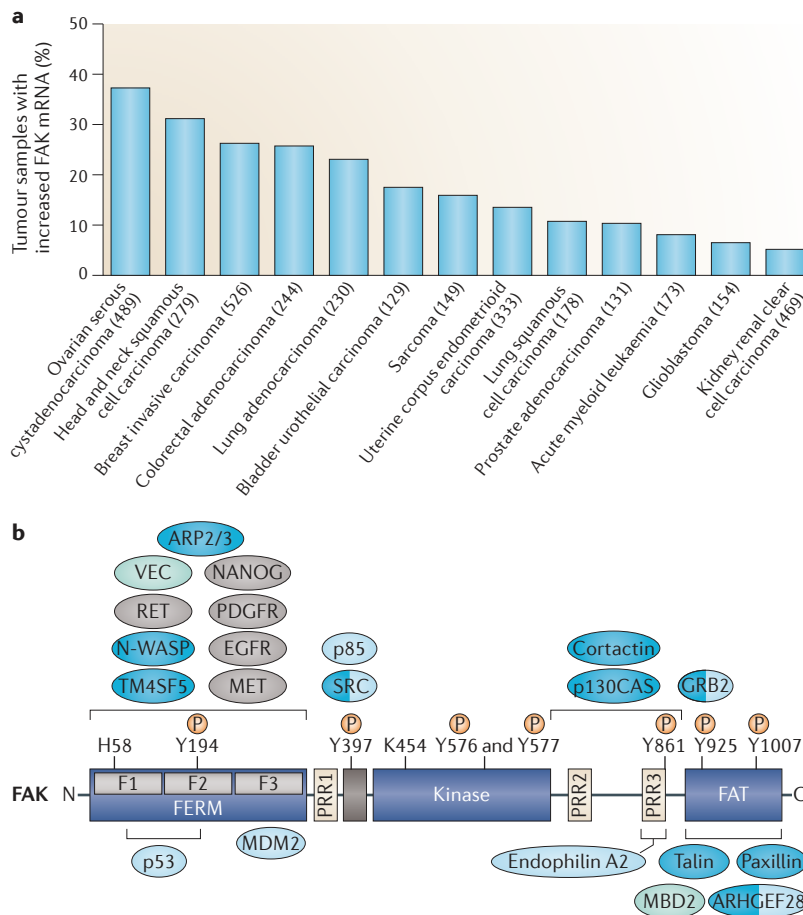 a
Tumour samples with
increased FAK mRNA (%)
50
40
30
20
10
0
Ovarian serous
cystadenocarcinoma (489)
Head and neck squamous
cell carcinoma (279)
Breast invasive carcinoma (526)
Colorectal adenocarcinoma (244)
Lung adenocarcinoma (230)
Bladder urothelial carcinoma (129)
Sarcoma (149)
Uterine corpus endometrioid
carcinoma (333)
Lung squamous
cell carcinoma (178)
Prostate adenocarcinoma (131)
Acute myeloid leukaemia (173)
Glioblastoma (154)
Kidney renal clear
cell carcinoma (469)
b
ARP2/3
VEC NANOG
RET PDGFR
N-WASP EGFR p85 Cortactin
TM4SF5 MET SRC p130CAS GRB2
P P P P P P P
H58 Y194 Y397 K454 Y576 and Y577 Y861 Y925 Y1007
FAK N F1 F2 F3 FERM PRR1 Kinase PRR2 PRR3 FAT C
p53 MDM2 Endophilin A2 Talin Paxillin
MBD2 ARHGEF28